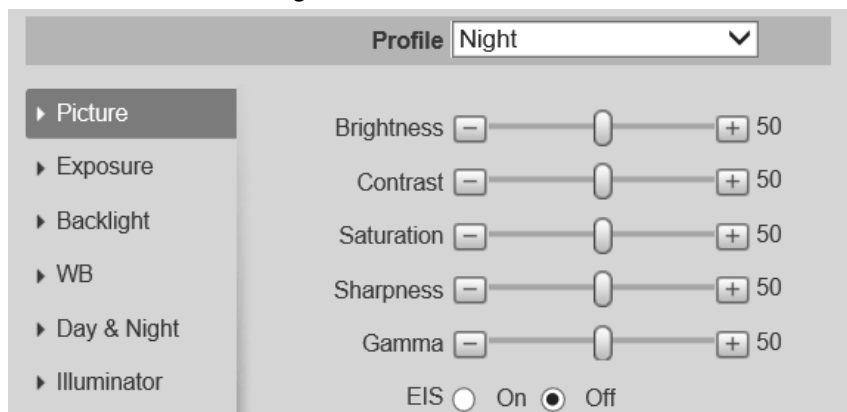 Profile Night
Picture
Brightness 50
Exposure
Contrast 50
Backlight
Saturation 50
WB
Sharpness 50
Day & Night
Gamma 50
Illuminator
EIS On Off